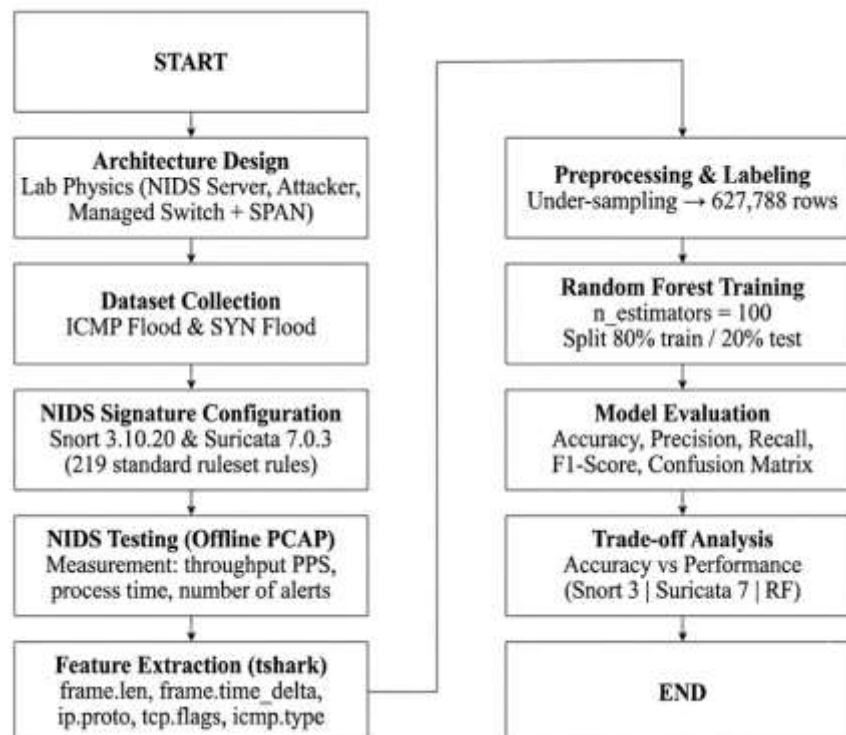 START
Architecture Design
Lab Physics (NIDS Server, Attacker,
Managed Switch + SPAN)
Dataset Collection
ICMP Flood & SYN Flood
NIDS Signature Configuration
Snort 3.10.20 & Suricata 7.0.3
(219 standard ruleset rules)
NIDS Testing (Offline PCAP)
Measurement: throughput PPS,
process time, number of alerts
Feature Extraction (tshark)
frame.len, frame.time_delta,
ip.proto, tcp.flags, icmp.type
Preprocessing & Labeling
Under-sampling → 627,788 rows
Random Forest Training
n_estimators = 100
Split 80% train / 20% test
Model Evaluation
Accuracy, Precision, Recall,
F1-Score, Confusion Matrix
Trade-off Analysis
Accuracy vs Performance
(Snort 3 | Suricata 7 | RF)
END